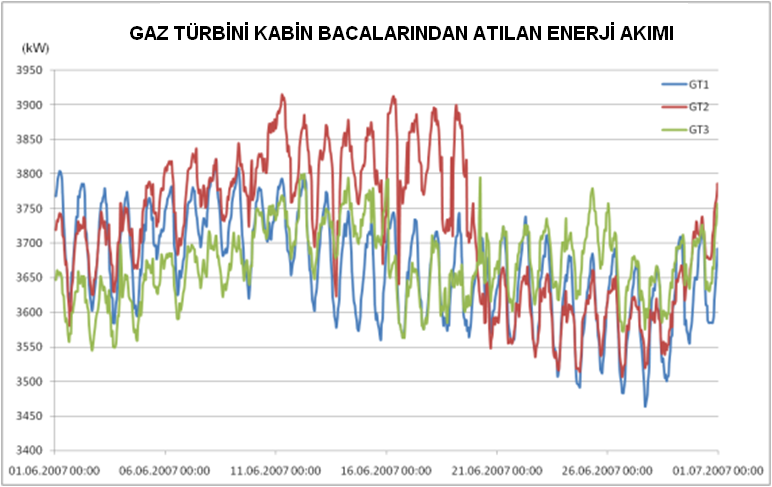 GAZ TÜRBİNİ KABİN BACALARINDAN ATILAN ENERJİ AKIMI
(kW)
3950
3900
3850
3800
3750
3700
3650
3600
3550
3500
3450
3400
GT1
GT2
GT3
01.06.2007 00:00 06.06.2007 00:00 11.06.2007 00:00 16.06.2007 00:00 21.06.2007 00:00 26.06.2007 00:00 01.07.2007 00:00